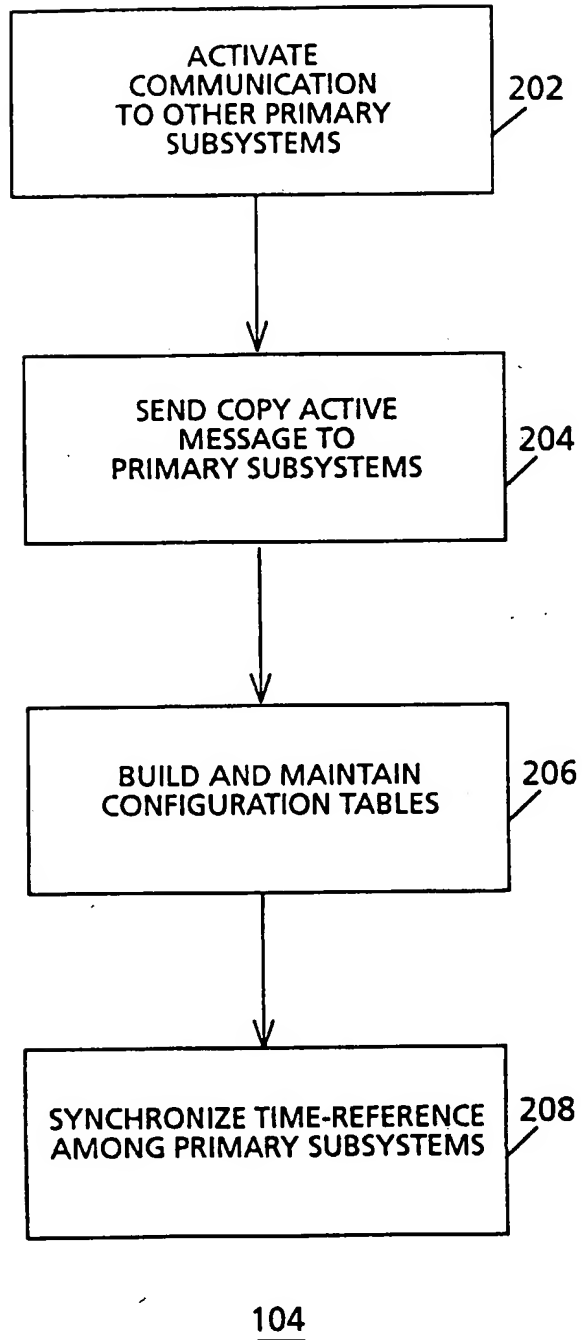 ACTIVATE
COMMUNICATION
TO OTHER PRIMARY
SUBSYSTEMS
202
SEND COPY ACTIVE
MESSAGE TO
PRIMARY SUBSYSTEMS
204
BUILD AND MAINTAIN
CONFIGURATION TABLES
206
SYNCHRONIZE TIME-REFERENCE
AMONG PRIMARY SUBSYSTEMS
208
104